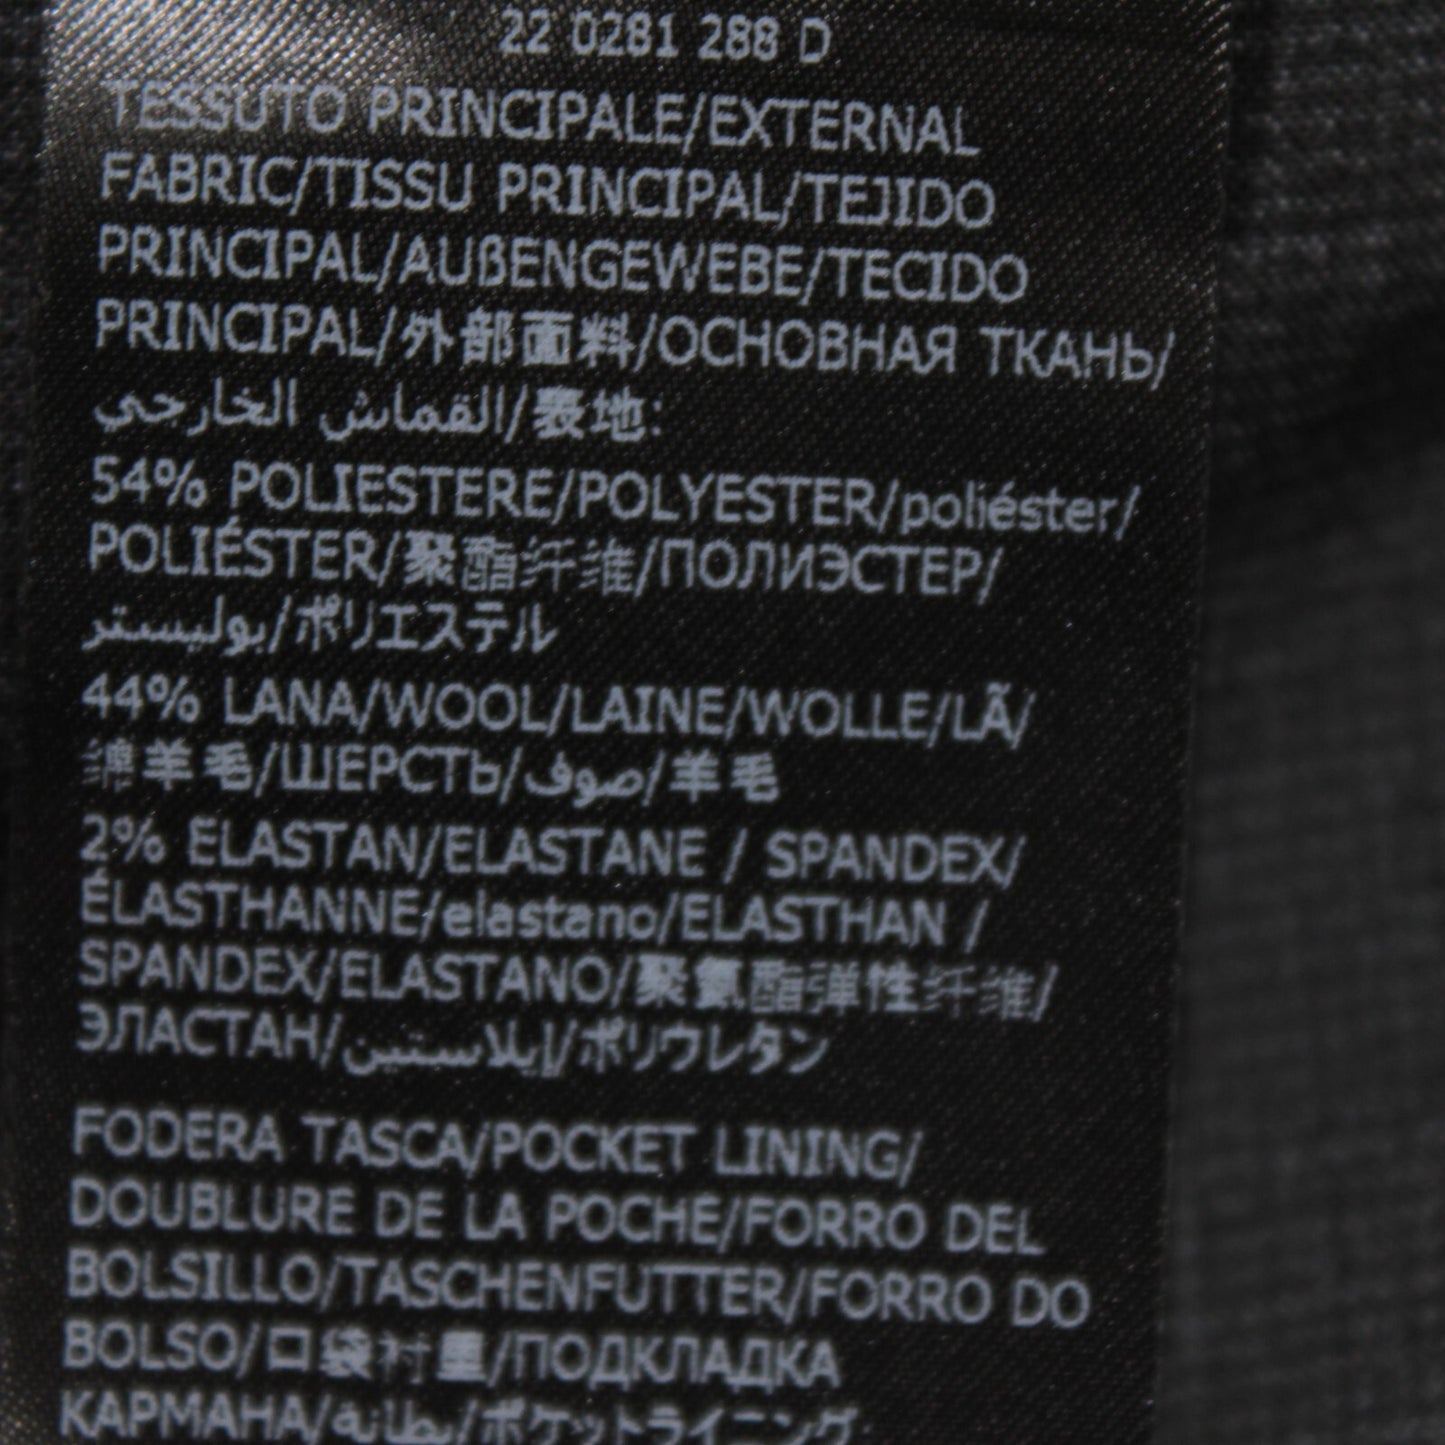 22 0281 288 D
TESSUTO PRINCIPALE/EXTERNAL
FABRIC/TISSU PRINCIPAL/TEJIDO
PRINCIPAL/AUßENGEWEBE/TECIDO
PRINCIPAL/外部面料/ОСНОВНАЯ ТКАНЬ/
القماش الخارجي/表地:
54% POLIESTERE/POLYESTER/poliéster/
POLIÉSTER/聚酯纤维/ПОЛИЭСТЕР/
بوليستر/ポリエステル
44% LANA/WOOL/LAINE/WOLLE/LÃ/
绵羊毛/ШЕРСТЬ/صوف/羊毛
2% ELASTAN/ELASTANE / SPANDEX/
ÉLASTHANNE/elastano/ELASTHAN /
SPANDEX/ELASTANO/聚氨酯弹性纤维/
ЭЛАСТАН/إيلاستين/ポリウレタン
FODERA TASCA/POCKET LINING/
DOUBLURE DE LA POCHE/FORRO DEL
BOLSILLO/TASCHENFUTTER/FORRO DO
BOLSO/口袋衬里/ПОДКЛАДКА
КАРМАНА/بطانة/ポケットライニング